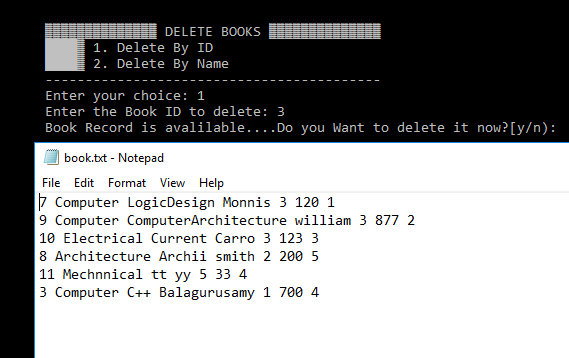 DELETE BOOKS
1. Delete By ID
2. Delete By Name
------------------------------------------
Enter your choice: 1
Enter the Book ID to delete: 3
Book Record is avalilable....Do you Want to delete it now?[y/n):
book.txt - Notepad
File Edit Format View Help
7 Computer LogicDesign Monnis 3 120 1
9 Computer ComputerArchitecture william 3 877 2
10 Electrical Current Carro 3 123 3
8 Architecture Archii smith 2 200 5
11 Mechnnical tt yy 5 33 4
3 Computer C++ Balagurusamy 1 700 4